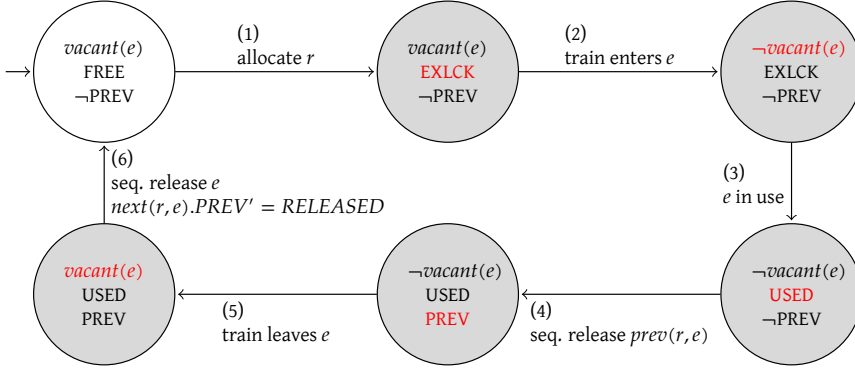 vacant(e)
FREE
¬PREV
(1)
allocate r
vacant(e)
EXLCK
¬PREV
(2)
train enters e
¬vacant(e)
EXLCK
¬PREV
(3)
e in use
¬vacant(e)
USED
¬PREV
(4)
seq. release prev(r, e)
¬vacant(e)
USED
PREV
(5)
train leaves e
vacant(e)
USED
PREV
(6)
seq. release e
next(r, e).PREV′ = RELEASED